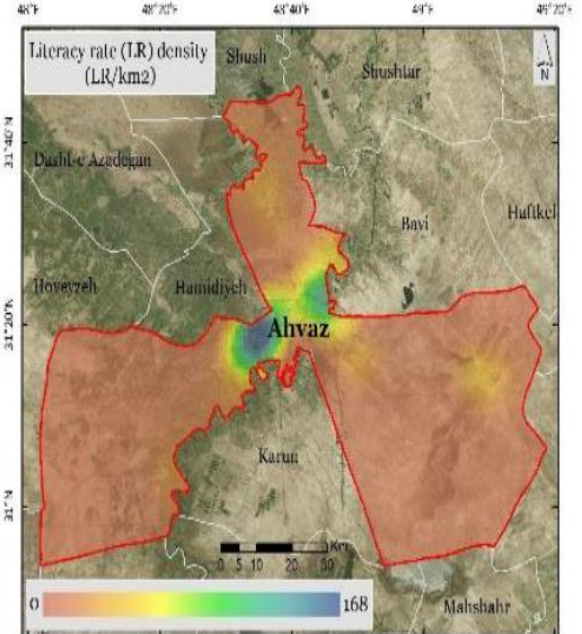 48°E 48°20'E 48°40'E 49°E 49°20'E
Literacy rate (LR) density
(LR/km2)
N
Shush
Shushtar
31°40'N
Dasht-e Azadegan
Bavi
Haftkel
Hoveyzeh
Hamidiyeh
31°20'N
Ahvaz
Karun
31°N
Km
0 5 10 20 30
0 168
Mahshahr